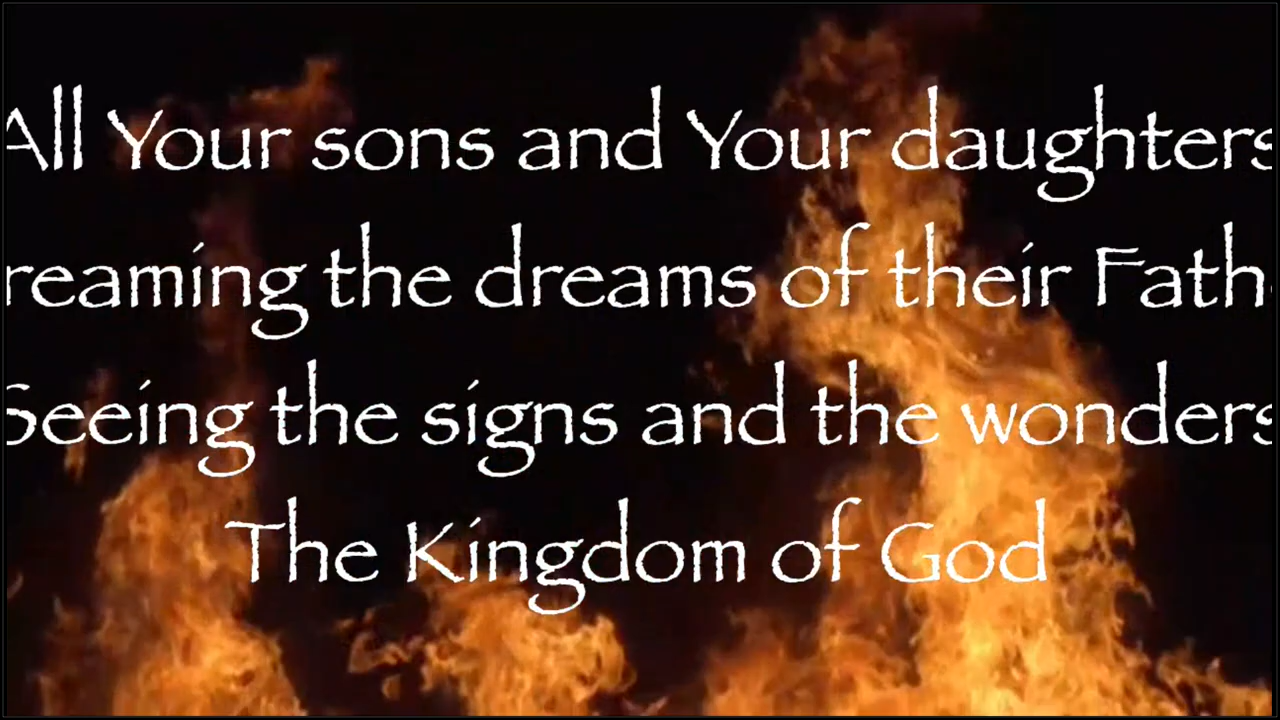 All Your sons and Your daughters
reaming the dreams of their Fath
Seeing the signs and the wonders
The Kingdom of God